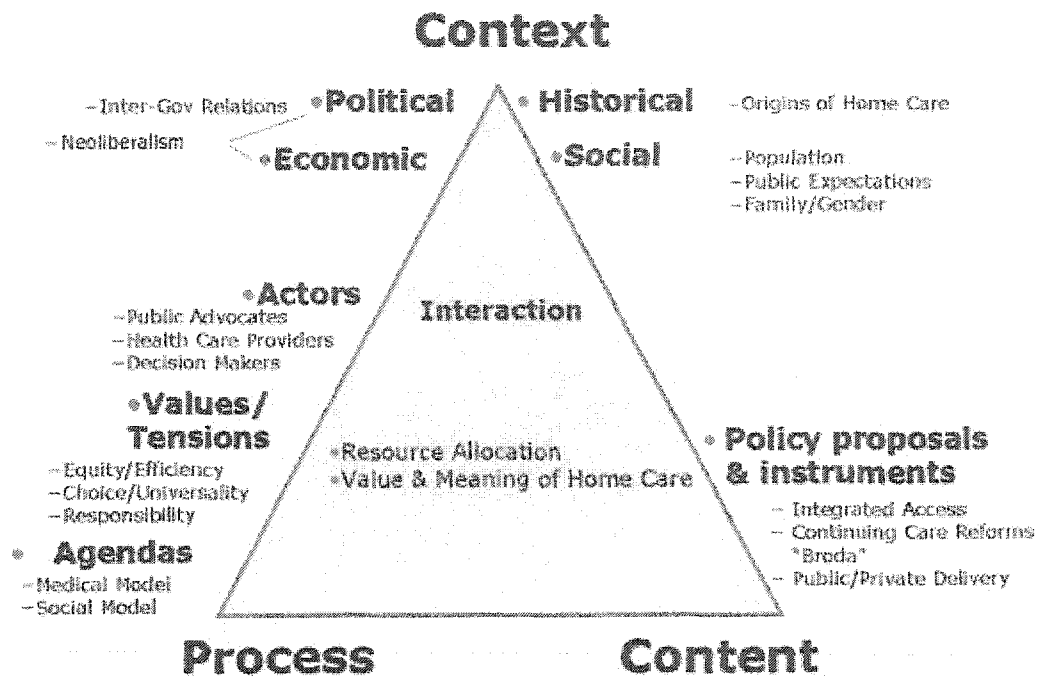 Context
•Political
–Inter-Gov Relations
–Neoliberalism
•Economic
• Historical
–Origins of Home Care
•Social
–Population
–Public Expectations
–Family/Gender
•Actors
–Public Advocates
–Health Care Providers
–Decision Makers
Interaction
•Values/
Tensions
–Equity/Efficiency
–Choice/Universality
–Responsibility
•Resource Allocation
•Value & Meaning of Home Care
• Policy proposals
& instruments
– Integrated Access
– Continuing Care Reforms
"Broda"
– Public/Private Delivery
• Agendas
–Medical Model
–Social Model
Process
Content